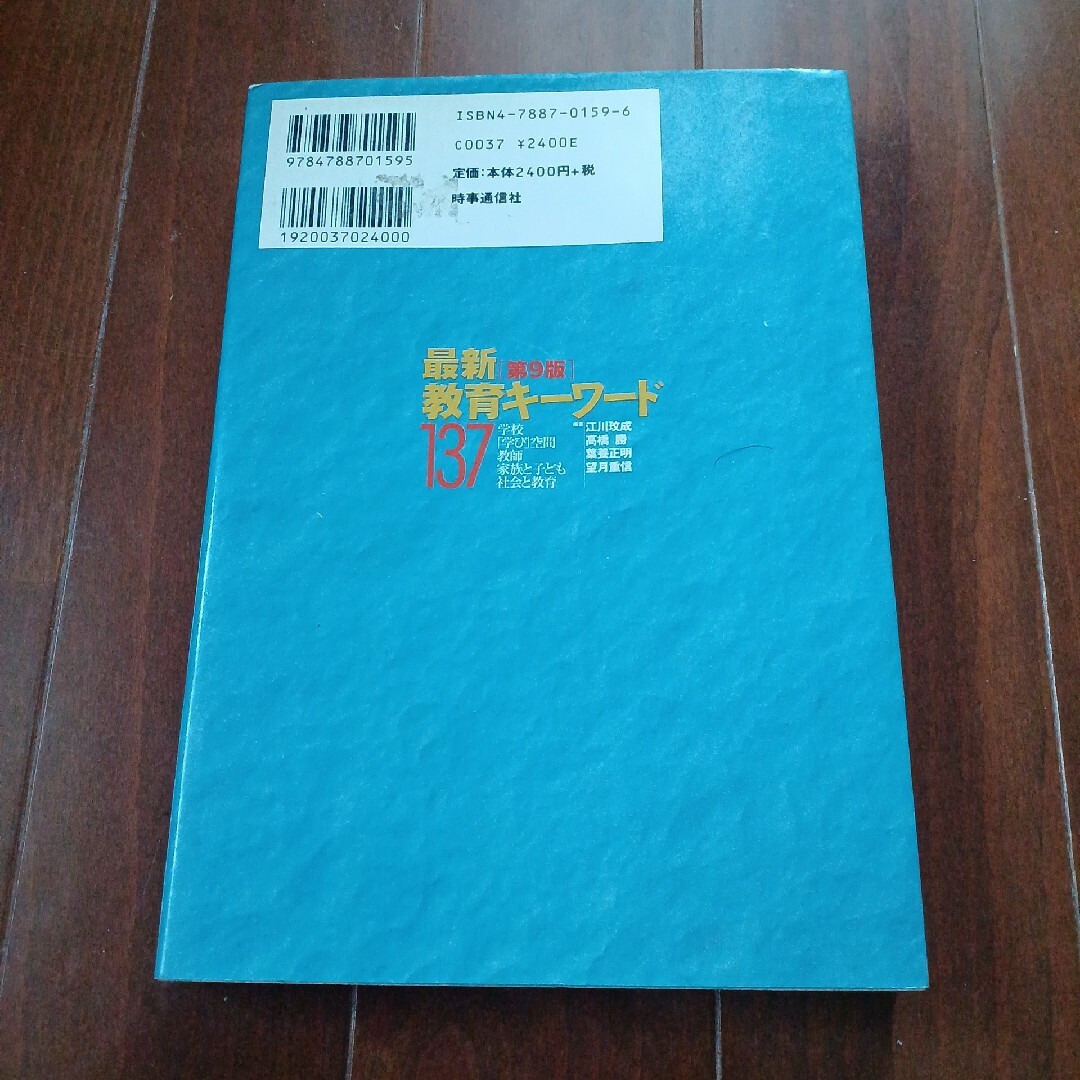 ISBN4-7887-0159-6
C0037 ¥2400E
定価:本体2400円+税
時事通信社
9784788701595
1920037024000
最新[第9版]
教育キーワード
137
学校
「学び」空間
教師
家族と子ども
社会と教育
江川玟成
高橋 勝
葉養正明
望月重信